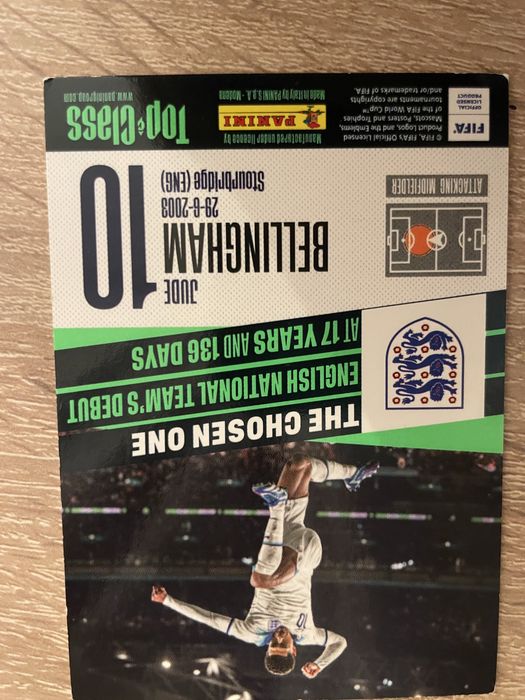 THE CHOSEN ONE
ENGLISH NATIONAL TEAM'S DEBUT
AT 17 YEARS AND 136 DAYS
JUDE
10
BELLINGHAM
29-6-2003
Stourbridge (ENG)
ATTACKING MIDFIELDER
FIFA
OFFICIAL
LICENSED
PRODUCT
© FIFA, FIFA's Official Licensed
Product Logos, and the Emblems,
Mascots, Posters and Trophies
of the FIFA World Cup™
tournaments are copyrights
and/or trademarks of FIFA
Manufactured under licence by
PANINI
Made in Italy by PANINI S.p.A. - Modena
Top Class
www.paninigroup.com
10